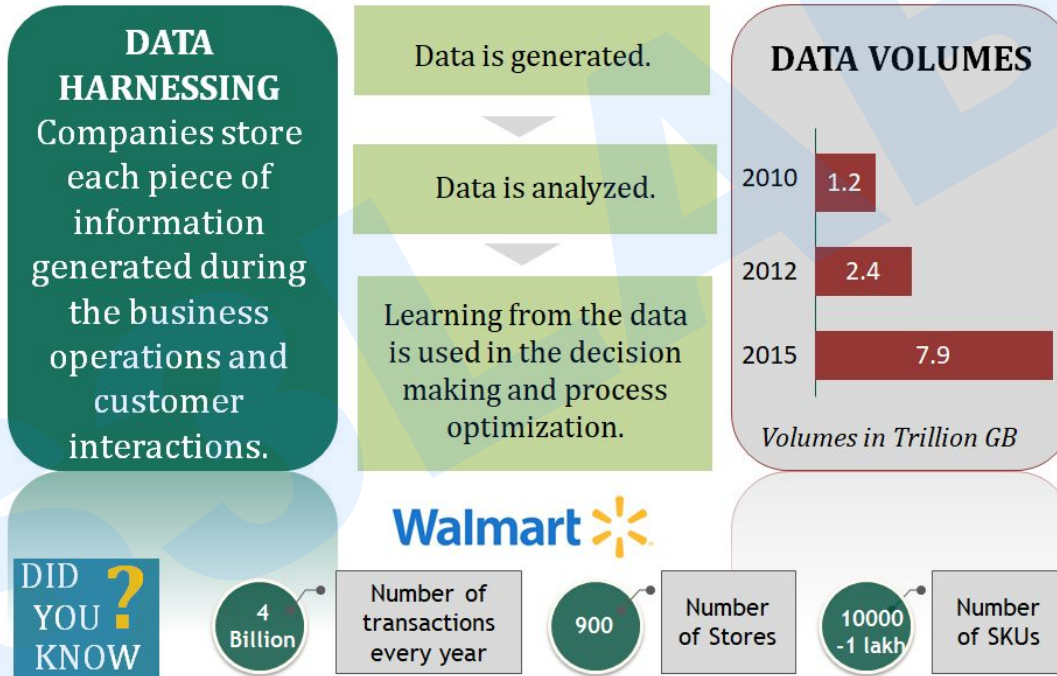 DATA
HARNESSING
Companies store
each piece of
information
generated during
the business
operations and
customer
interactions.
Data is generated.
Data is analyzed.
Learning from the data
is used in the decision
making and process
optimization.
DATA VOLUMES
2010 1.2
2012 2.4
2015 7.9
Volumes in Trillion GB
Walmart
DID
YOU ?
KNOW
4
Billion
Number of
transactions
every year
900
Number
of Stores
10000
-1 lakh
Number
of SKUs